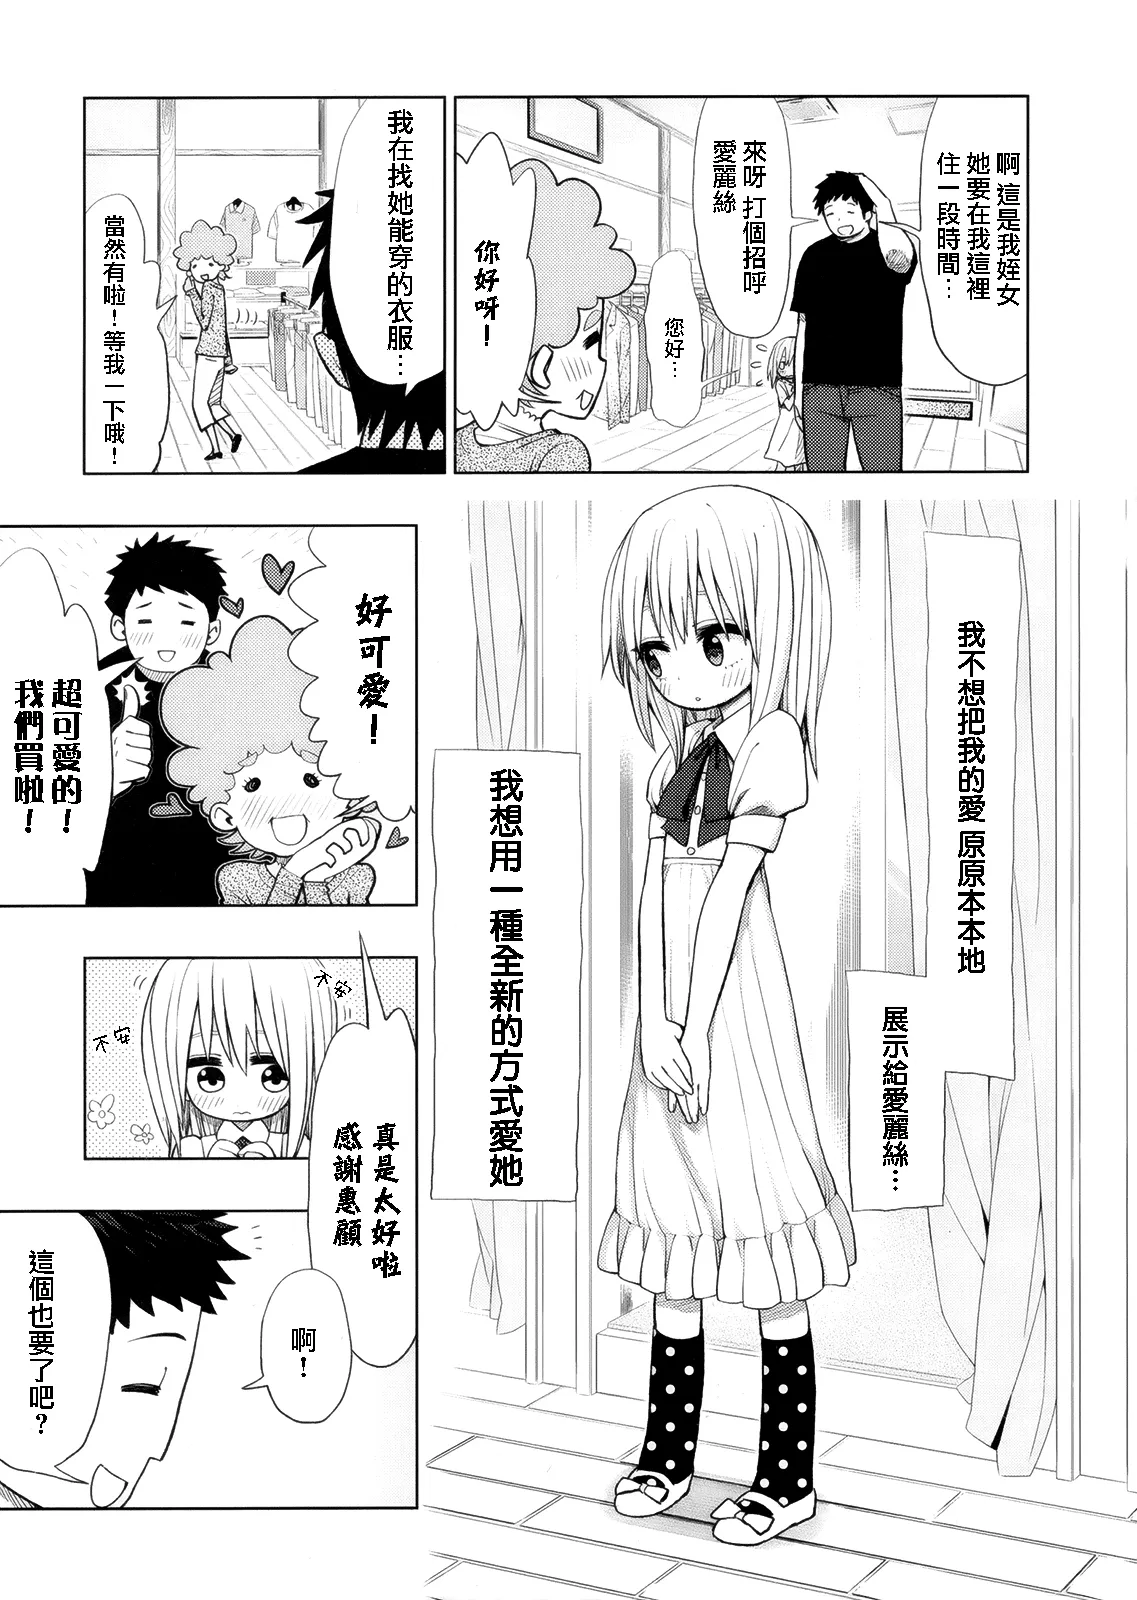 啊 這是我姪女
她要在我這裡
住一段時間…
來呀 打個招呼
愛麗絲
您好…
你好呀！
我在找她能穿的衣服…
當然有啦！等我一下哦！
我不想把我的愛 原原本本地
展示給愛麗絲…
我想用一種全新的方式愛她
好可愛！
超可愛的！
我們買啦！
不安
不安
真是太好啦
感謝惠顧
啊！
這個也要了吧？